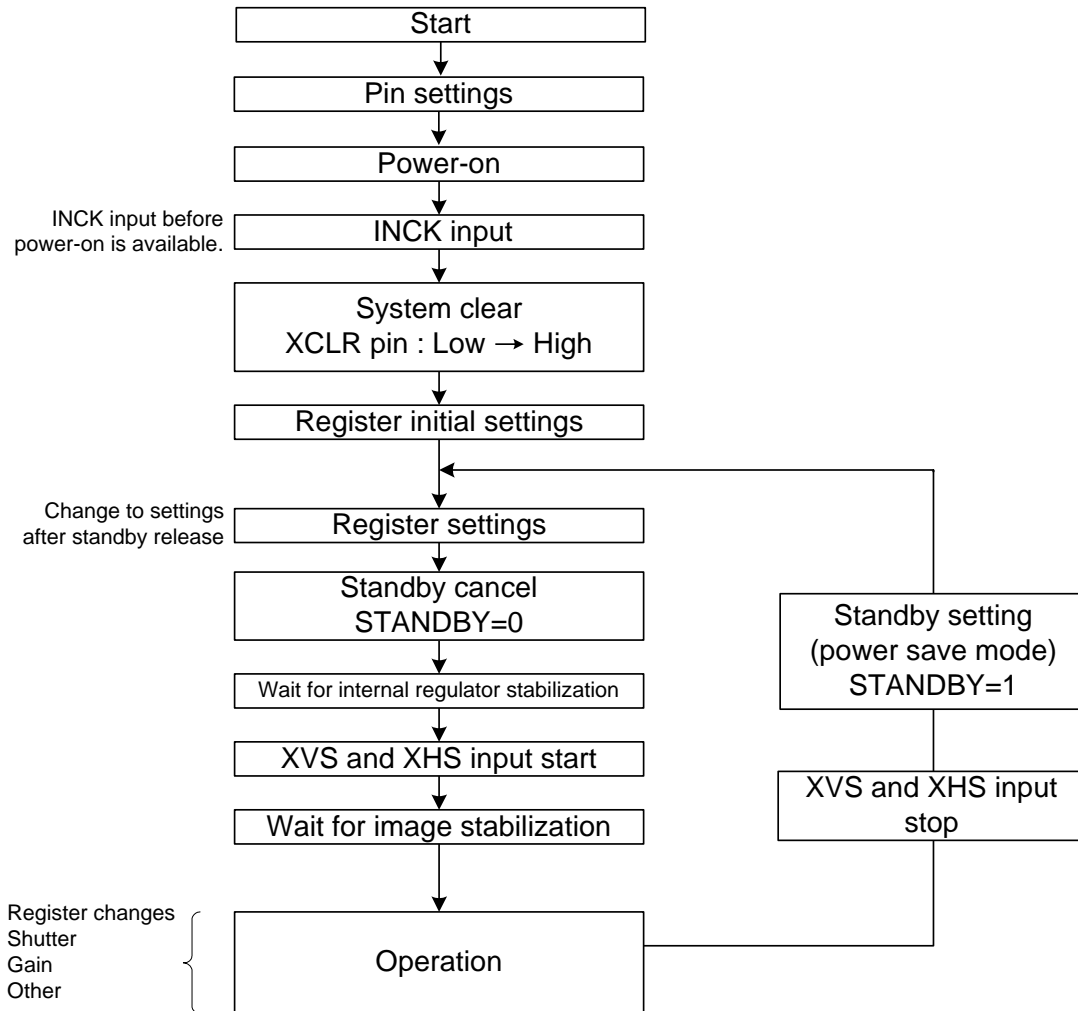 Start
Pin settings
Power-on
INCK input before
power-on is available.
INCK input
System clear
XCLR pin : Low → High
Register initial settings
Change to settings
after standby release
Register settings
Standby cancel
STANDBY=0
Wait for internal regulator stabilization
XVS and XHS input start
Wait for image stabilization
Register changes
Shutter
Gain
Other
Operation
Standby setting
(power save mode)
STANDBY=1
XVS and XHS input
stop